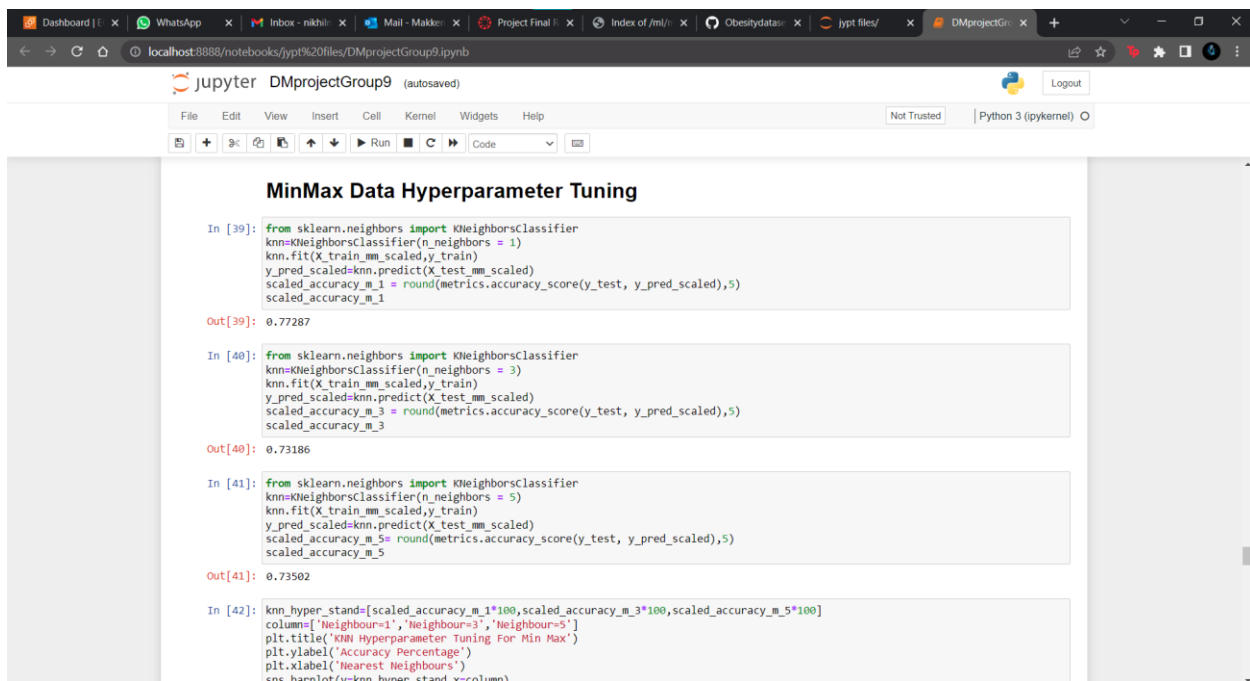 Dashboard | E
WhatsApp
Inbox - nikhiln
Mail - Makken
Project Final R
Index of /ml/n
Obesitydatase
jypt files/
DMprojectGro
localhost:8888/notebooks/jypt%20files/DMprojectGroup9.ipynb
jupyter DMprojectGroup9 (autosaved)
Logout
File Edit View Insert Cell Kernel Widgets Help
Not Trusted
Python 3 (ipykernel)
Run
Code
MinMax Data Hyperparameter Tuning
In [39]: from sklearn.neighbors import KNeighborsClassifier
knn=KNeighborsClassifier(n_neighbors = 1)
knn.fit(X_train_mm_scaled,y_train)
y_pred_scaled=knn.predict(X_test_mm_scaled)
scaled_accuracy_m_1 = round(metrics.accuracy_score(y_test, y_pred_scaled),5)
scaled_accuracy_m_1
Out[39]: 0.77287
In [40]: from sklearn.neighbors import KNeighborsClassifier
knn=KNeighborsClassifier(n_neighbors = 3)
knn.fit(X_train_mm_scaled,y_train)
y_pred_scaled=knn.predict(X_test_mm_scaled)
scaled_accuracy_m_3 = round(metrics.accuracy_score(y_test, y_pred_scaled),5)
scaled_accuracy_m_3
Out[40]: 0.73186
In [41]: from sklearn.neighbors import KNeighborsClassifier
knn=KNeighborsClassifier(n_neighbors = 5)
knn.fit(X_train_mm_scaled,y_train)
y_pred_scaled=knn.predict(X_test_mm_scaled)
scaled_accuracy_m_5= round(metrics.accuracy_score(y_test, y_pred_scaled),5)
scaled_accuracy_m_5
Out[41]: 0.73502
In [42]: knn_hyper_stand=[scaled_accuracy_m_1*100,scaled_accuracy_m_3*100,scaled_accuracy_m_5*100]
column=['Neighbour=1','Neighbour=3','Neighbour=5']
plt.title('KNN Hyperparameter Tuning For Min Max')
plt.ylabel('Accuracy Percentage')
plt.xlabel('Nearest Neighbours')
sns.barplot(y=knn_hyper_stand,x=column)